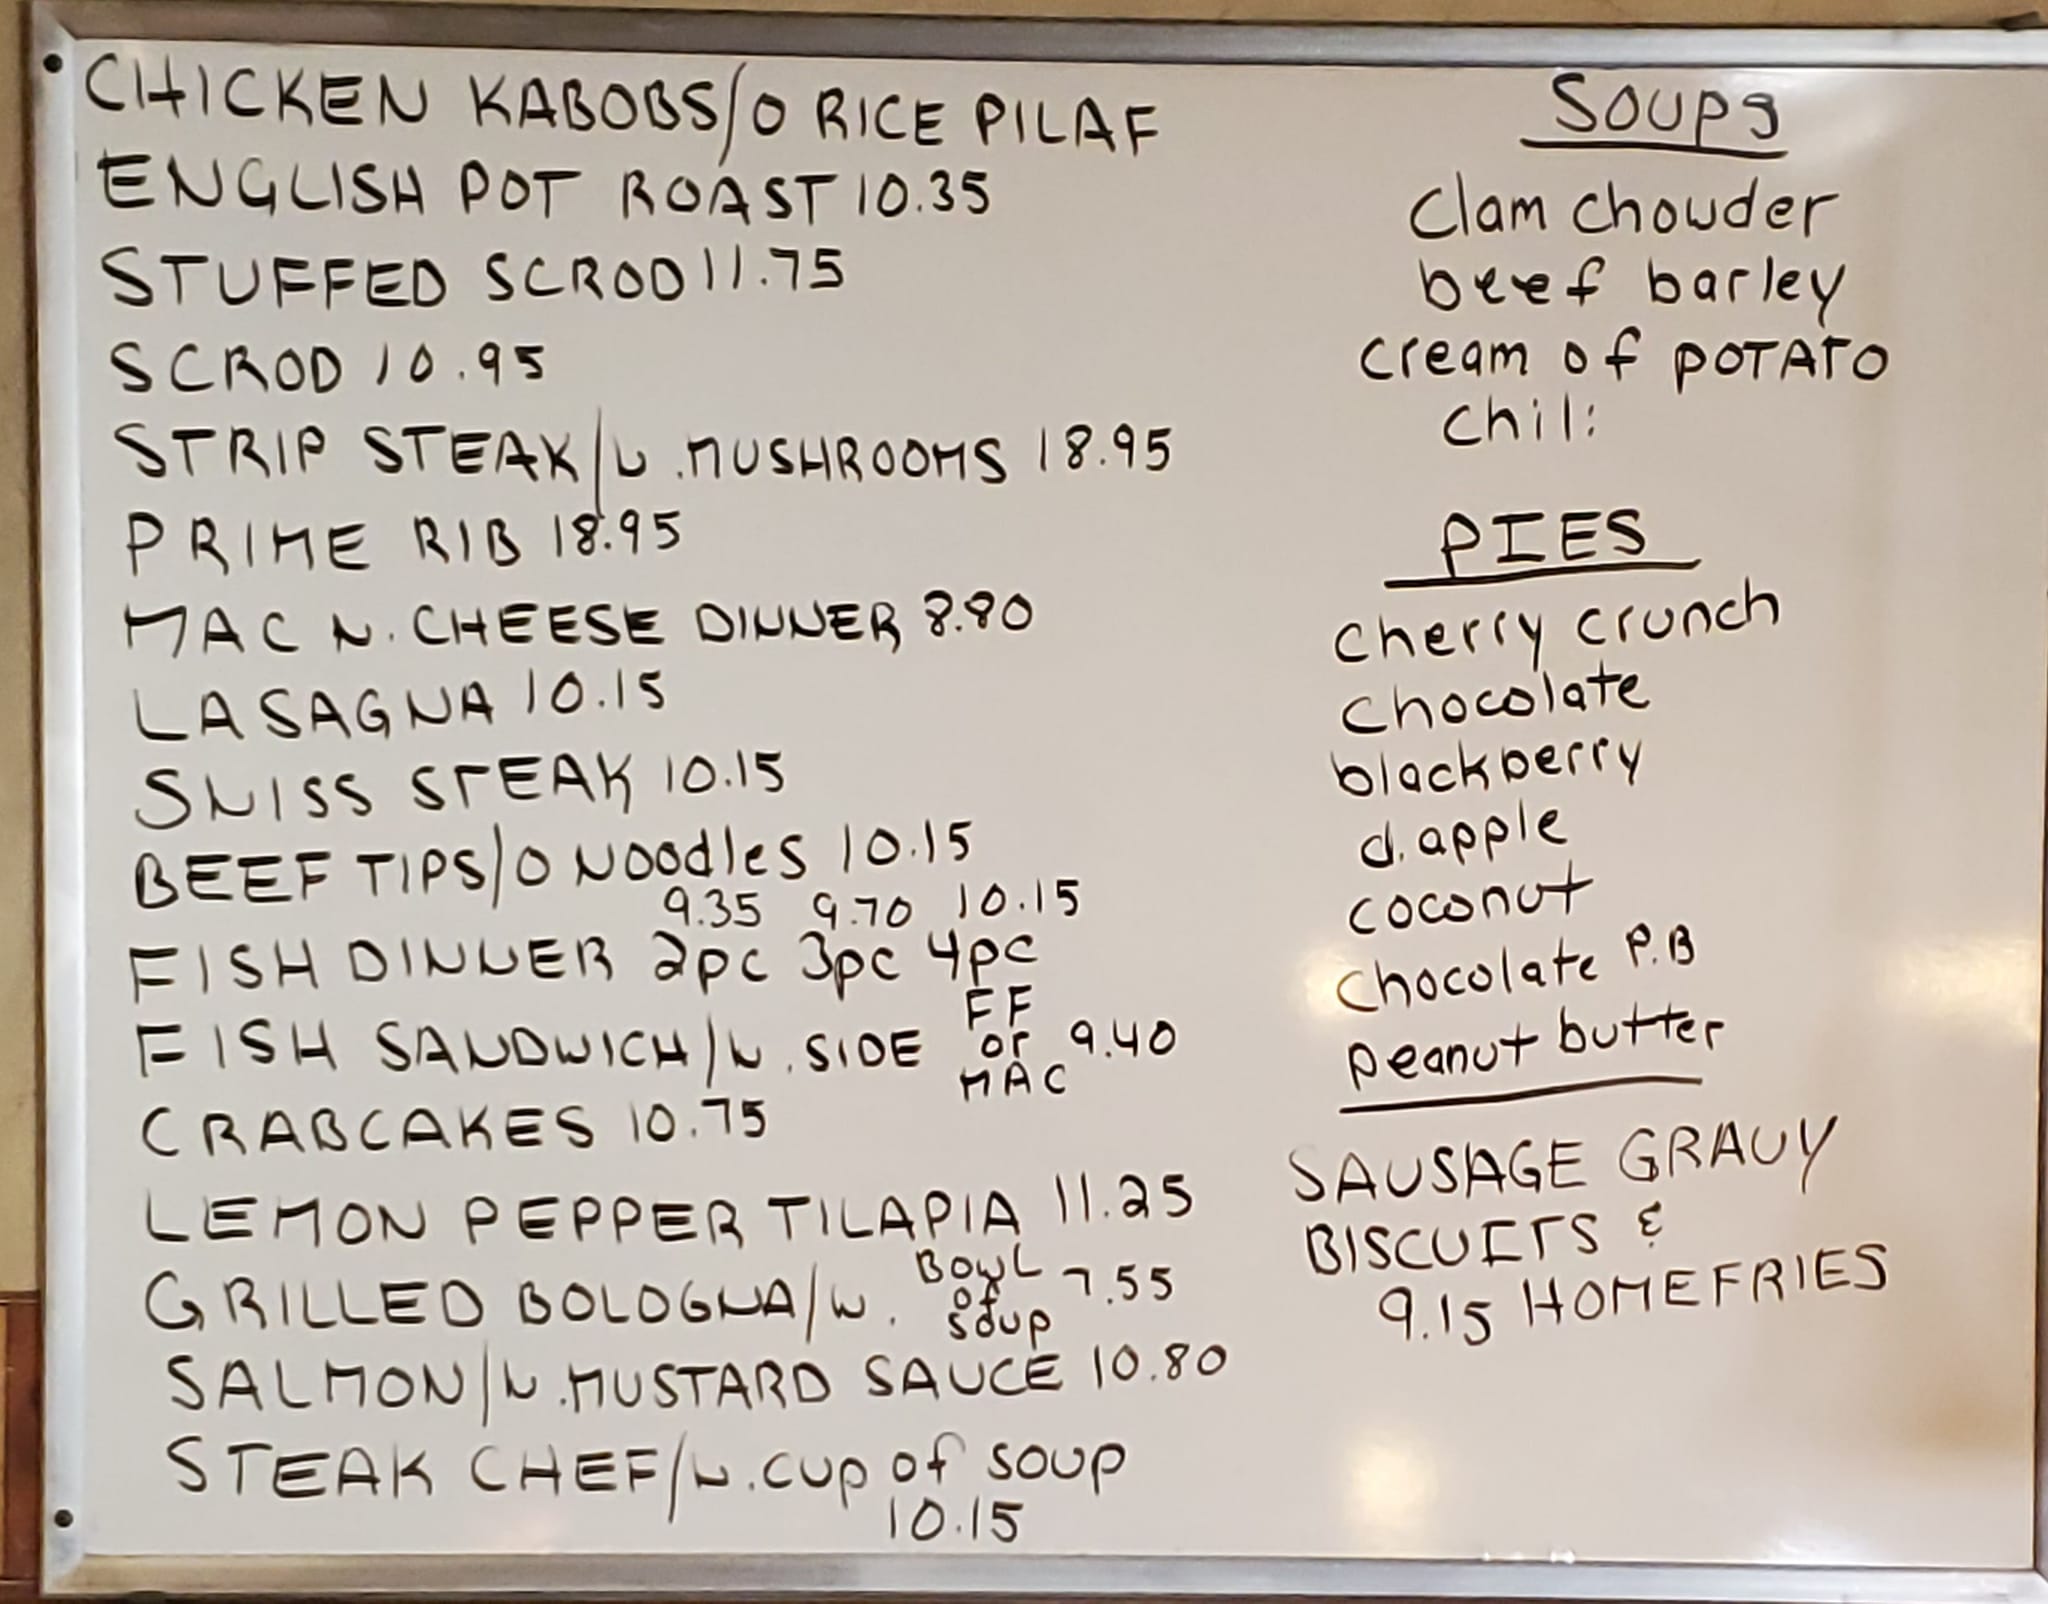 CHICKEN KABOBS/O RICE PILAF
ENGLISH POT ROAST 10.35
STUFFED SCROD 11.75
SCROD 10.95
STRIP STEAK/W. MUSHROOMS 18.95
PRIME RIB 18.95
MAC N. CHEESE DINNER 8.80
LASAGNA 10.15
SWISS STEAK 10.15
BEEF TIPS/O NOODLES 10.15
9.35 9.70 10.15
FISH DINNER 2pc 3pc 4pc
FISH SANDWICH/W. SIDE FF or MAC 9.40
CRABCAKES 10.75
LEMON PEPPER TILAPIA 11.25
GRILLED BOLOGNA/W. BOWL of soup 7.55
SALMON/W. MUSTARD SAUCE 10.80
STEAK CHEF/W. cup of soup
10.15
Soups
clam chowder
beef barley
cream of POTATO
chili
PIES
cherry crunch
chocolate
blackberry
d. apple
coconut
chocolate P.B
peanut butter
SAUSAGE GRAVY
BISCUITS &
9.15 HOMEFRIES